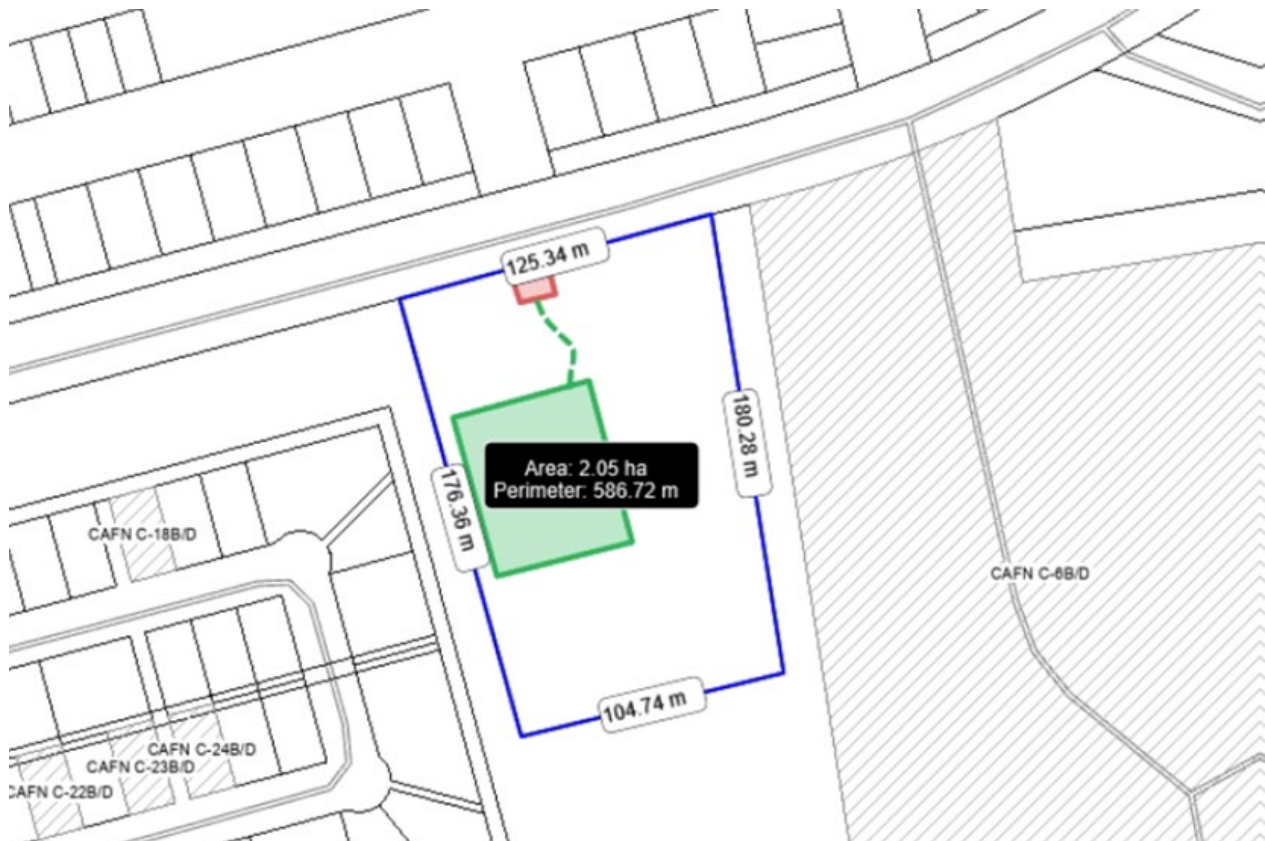 125.34 m
180.28 m
Area: 2.05 ha
Perimeter: 586.72 m
176.36 m
CAFN C-18B/D
CAFN C-6B/D
104.74 m
CAFN C-24B/D
CAFN C-23B/D
CAFN C-22B/D